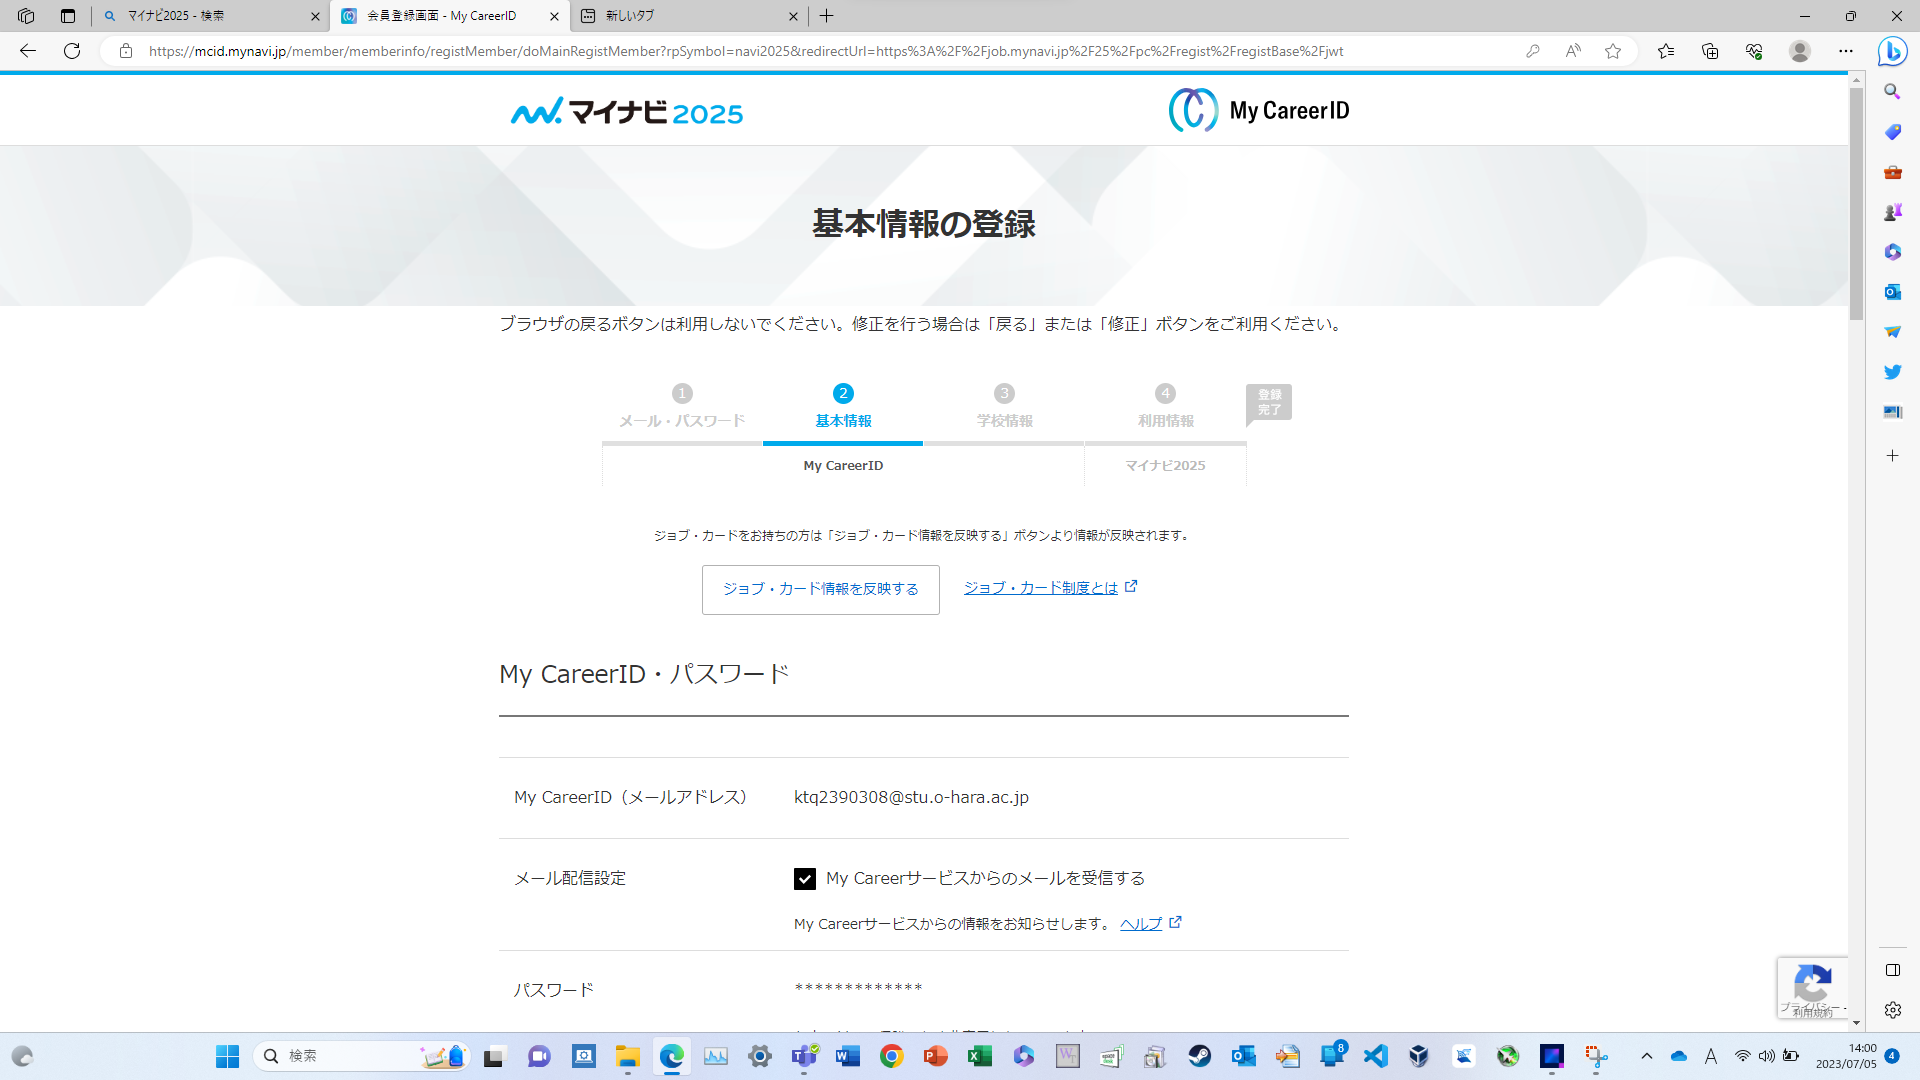 マイナビ2025 - 検索
会員登録画面 - My CareerID
新しいタブ
https://mcid.mynavi.jp/member/memberinfo/registMember/doMainRegistMember?rpSymbol=navi2025&redirectUrl=https%3A%2F%2Fjob.mynavi.jp%2F25%2Fpc%2Fregist%2FregistBase%2Fjwt
マイナビ2025
My CareerID
基本情報の登録
ブラウザの戻るボタンは利用しないでください。修正を行う場合は「戻る」または「修正」ボタンをご利用ください。
1 2 3 4
登録
完了
メール・パスワード 基本情報 学校情報 利用情報
My CareerID マイナビ2025
ジョブ・カードをお持ちの方は「ジョブ・カード情報を反映する」ボタンより情報が反映されます。
ジョブ・カード情報を反映する
ジョブ・カード制度とは
My CareerID・パスワード
My CareerID（メールアドレス） ktq2390308@stu.o-hara.ac.jp
メール配信設定 My Careerサービスからのメールを受信する
My Careerサービスからの情報をお知らせします。 ヘルプ
パスワード *************
プライバシー -
利用規約
検索
8
A
14:00
2023/07/05
4